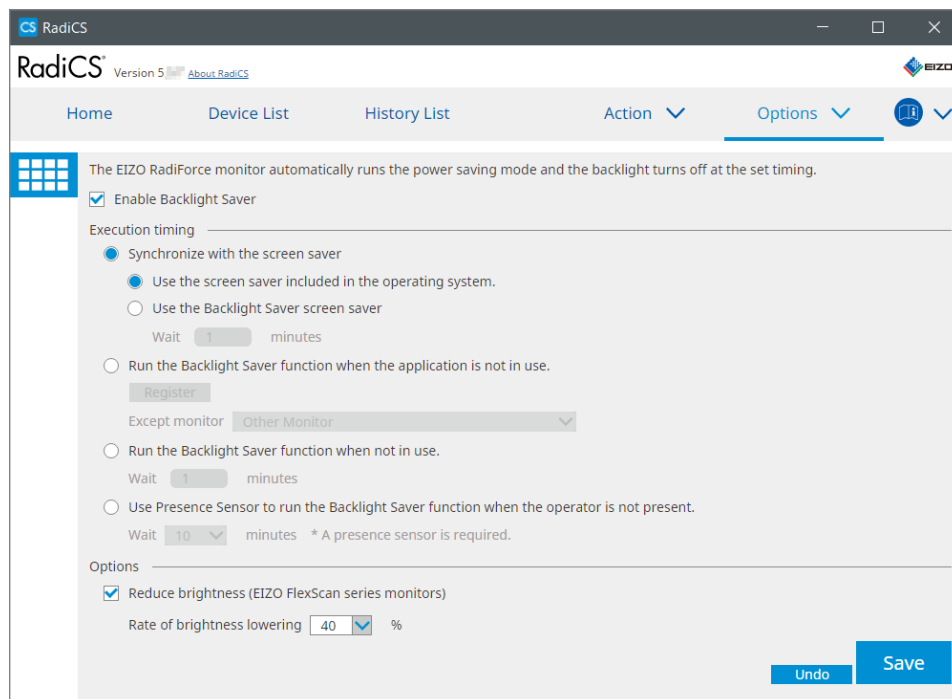 CS RadiCS
RadiCS Version 5. About RadiCS EIZO
Home Device List History List Action Options
The EIZO RadiForce monitor automatically runs the power saving mode and the backlight turns off at the set timing.
Enable Backlight Saver
Execution timing
Synchronize with the screen saver
Use the screen saver included in the operating system.
Use the Backlight Saver screen saver
Wait 1 minutes
Run the Backlight Saver function when the application is not in use.
Register
Except monitor Other Monitor
Run the Backlight Saver function when not in use.
Wait 1 minutes
Use Presence Sensor to run the Backlight Saver function when the operator is not present.
Wait 10 minutes * A presence sensor is required.
Options
Reduce brightness (EIZO FlexScan series monitors)
Rate of brightness lowering 40 %
Undo Save